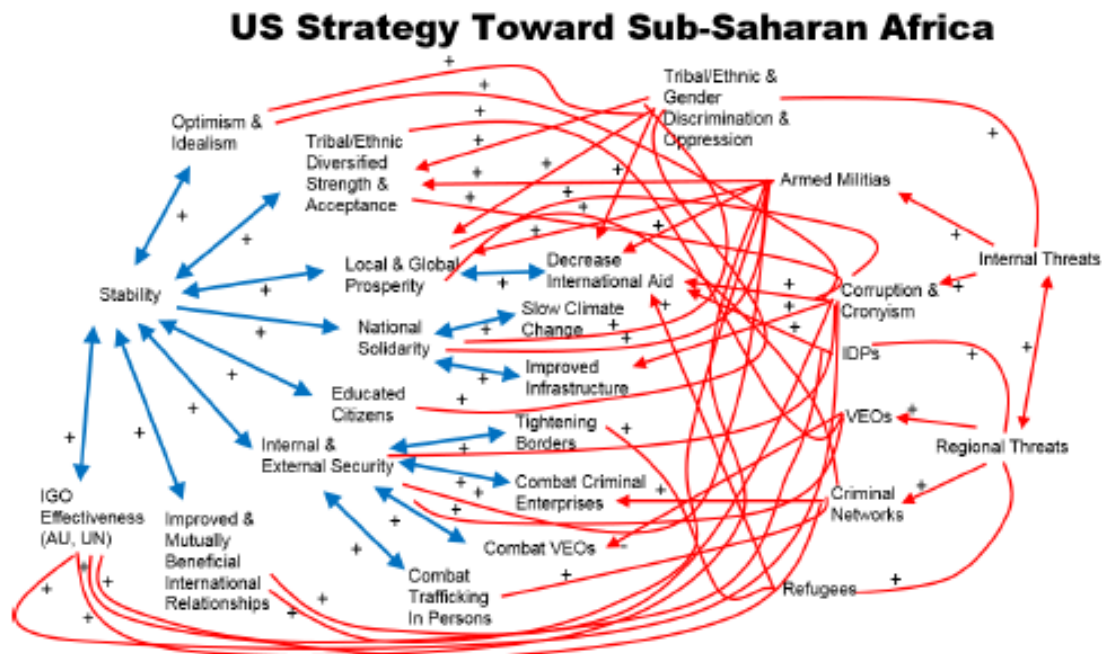 US Strategy Toward Sub-Saharan Africa
Optimism &
Idealism
Tribal/Ethnic
Diversified
Strength &
Acceptance
Tribal/Ethnic &
Gender
Discrimination &
Oppression
Armed Militias
Stability
Local & Global
Prosperity
Decrease
International Aid
Internal Threats
Corruption &
Cronyism
National
Solidarity
Slow Climate
Change
IDPs
Improved
Infrastructure
Educated
Citizens
Tightening
Borders
VEOs
Regional Threats
Internal &
External Security
Combat Criminal
Enterprises
Criminal
Networks
IGO
Effectiveness
(AU, UN)
Improved &
Mutually
Beneficial
International
Relationships
Combat VEOs
Combat
Trafficking
In Persons
Refugees